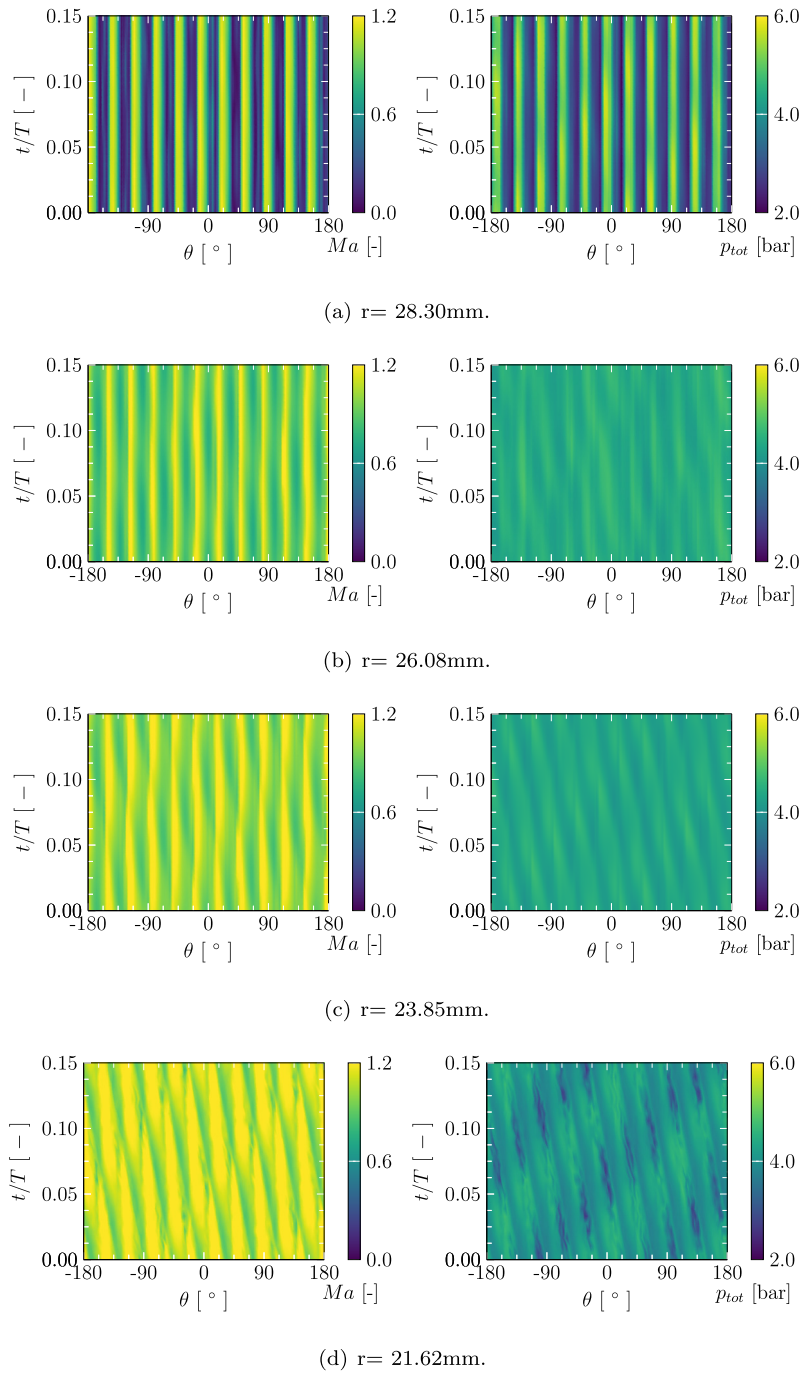 0.15
0.10
0.05
0.00
t/T [ − ]
-90 0 90 180
θ [ ° ]
1.2
0.6
0.0
Ma [-]
0.15
0.10
0.05
0.00
t/T [ − ]
-90 0 90 180
θ [ ° ]
6.0
4.0
2.0
p_tot [bar]
(a) r= 28.30mm.
0.15
0.10
0.05
0.00
t/T [ − ]
-180 -90 0 90 180
θ [ ° ]
1.2
0.6
0.0
Ma [-]
0.15
0.10
0.05
0.00
t/T [ − ]
-180 -90 0 90 180
θ [ ° ]
6.0
4.0
2.0
p_tot [bar]
(b) r= 26.08mm.
0.15
0.10
0.05
0.00
t/T [ − ]
-180 -90 0 90 180
θ [ ° ]
1.2
0.6
0.0
Ma [-]
0.15
0.10
0.05
0.00
t/T [ − ]
-180 -90 0 90 180
θ [ ° ]
6.0
4.0
2.0
p_tot [bar]
(c) r= 23.85mm.
0.15
0.10
0.05
0.00
t/T [ − ]
-180 -90 0 90 180
θ [ ° ]
1.2
0.6
0.0
Ma [-]
0.15
0.10
0.05
0.00
t/T [ − ]
-180 -90 0 90 180
θ [ ° ]
6.0
4.0
2.0
p_tot [bar]
(d) r= 21.62mm.